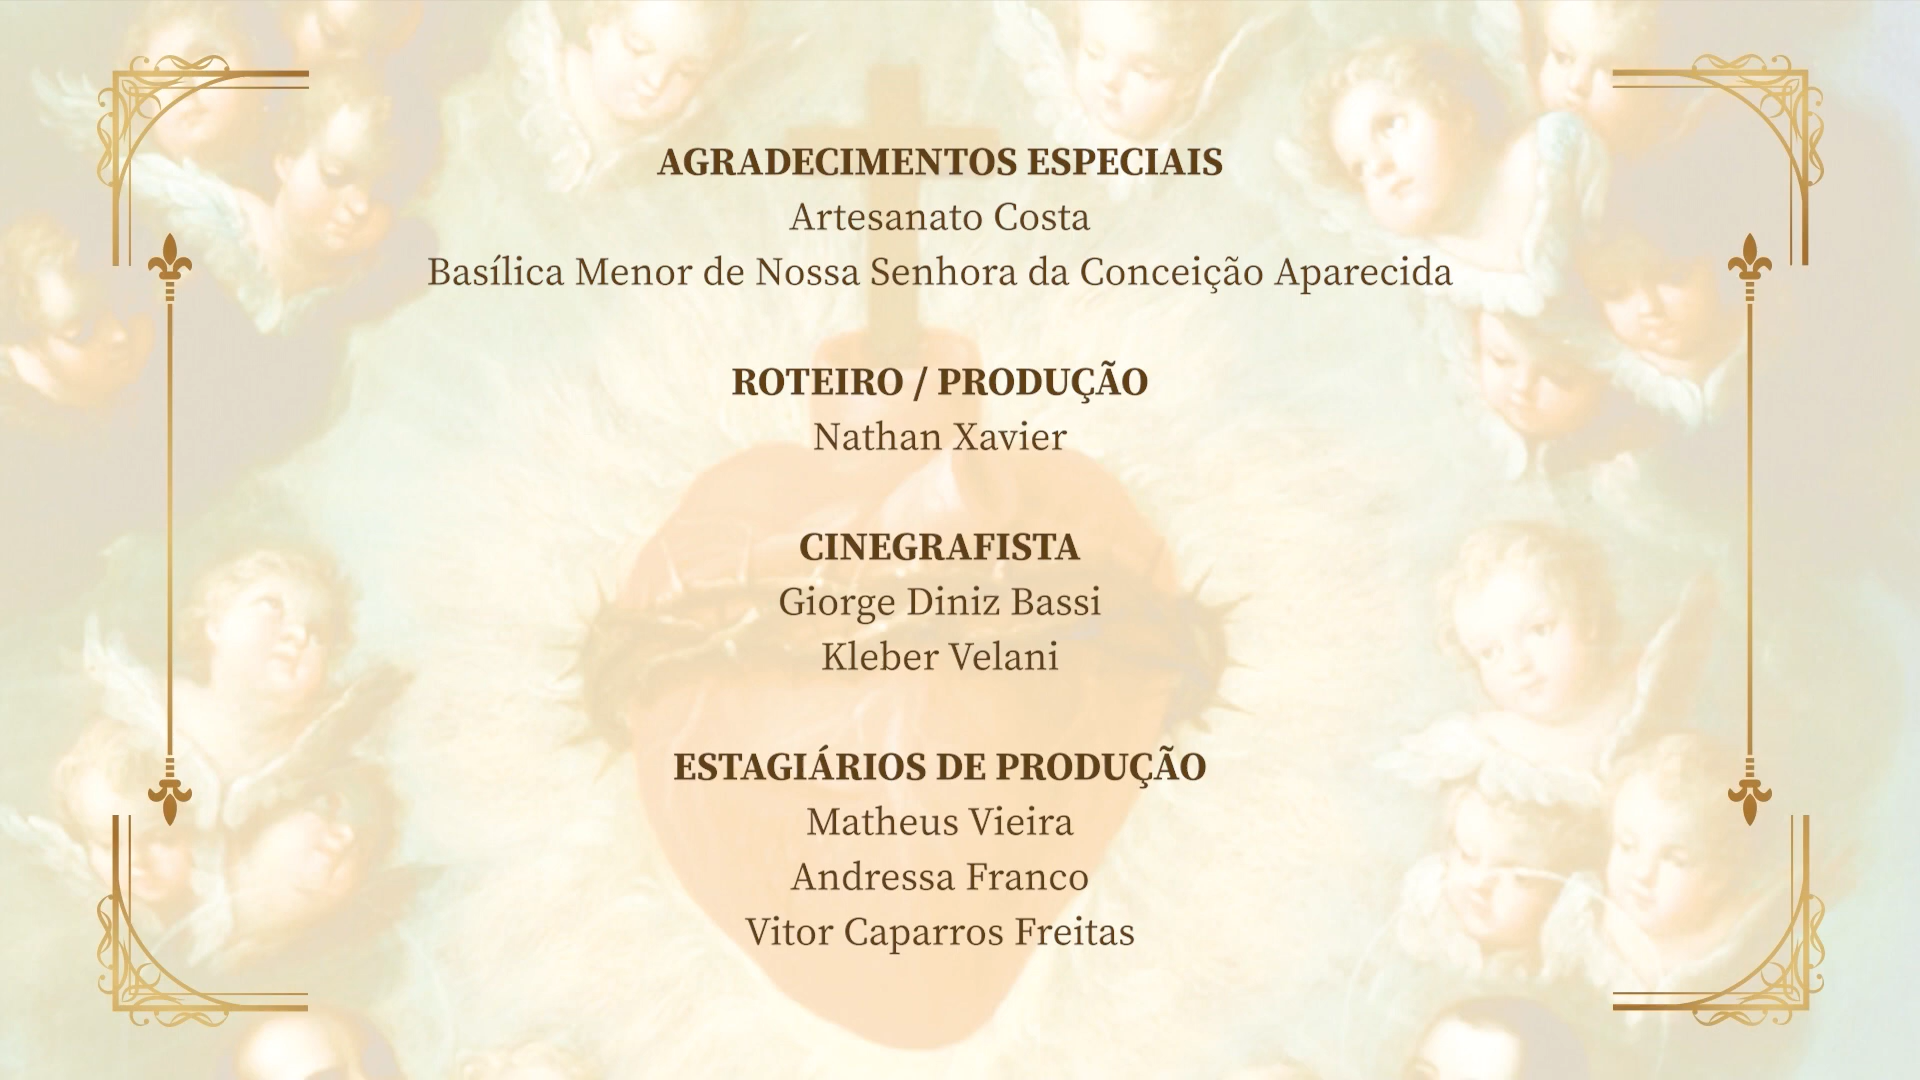 AGRADECIMENTOS ESPECIAIS
Artesanato Costa
Basílica Menor de Nossa Senhora da Conceição Aparecida
ROTEIRO / PRODUÇÃO
Nathan Xavier
CINEGRAFISTA
Giorge Diniz Bassi
Kleber Velani
ESTAGIÁRIOS DE PRODUÇÃO
Matheus Vieira
Andressa Franco
Vitor Caparros Freitas